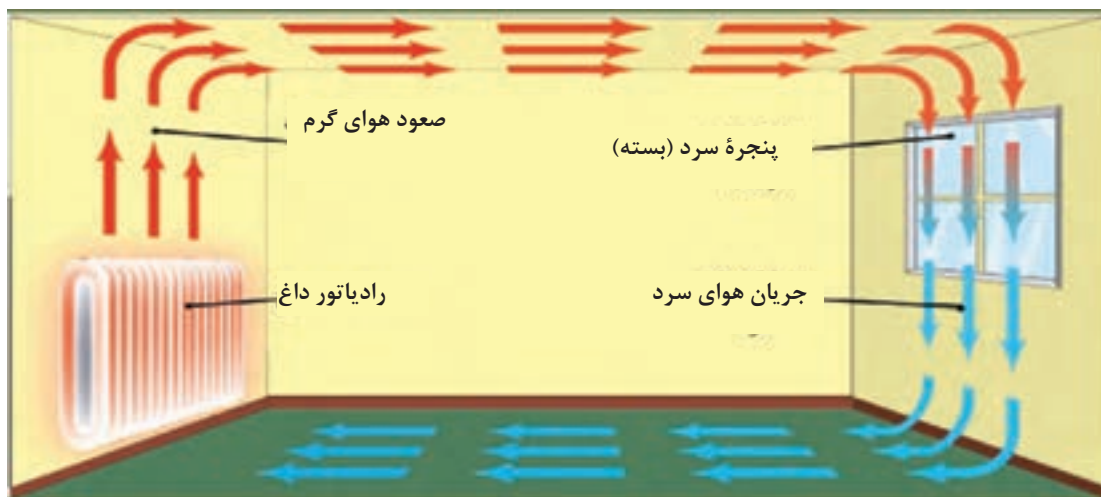 صعود هوای گرم
پنجرهٔ سرد (بسته)
رادیاتور داغ
جریان هوای سرد